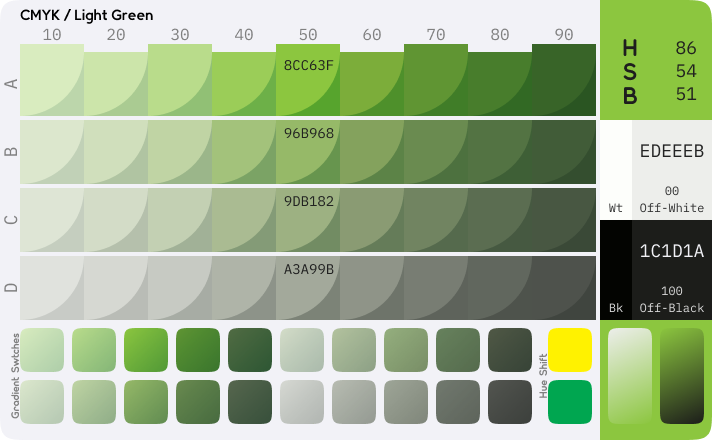 CMYK / Light Green
10 20 30 40 50 60 70 80 90
A 8CC63F
B 96B968
C 9DB182
D A3A99B
H 86
S 54
B 51
EDEEEB
00
Wt Off-White
1C1D1A
100
Bk Off-Black
Gradient Swtches
Hue Shift